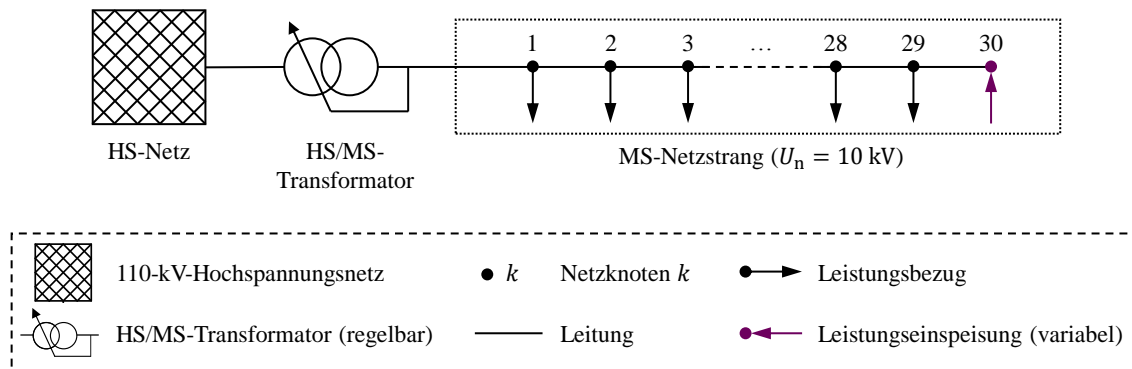 1 2 3 … 28 29 30
HS-Netz
HS/MS-
Transformator
MS-Netzstrang (𝑈n = 10 kV)
110-kV-Hochspannungsnetz
𝑘 Netzknoten 𝑘
Leistungsbezug
HS/MS-Transformator (regelbar)
Leitung
Leistungseinspeisung (variabel)